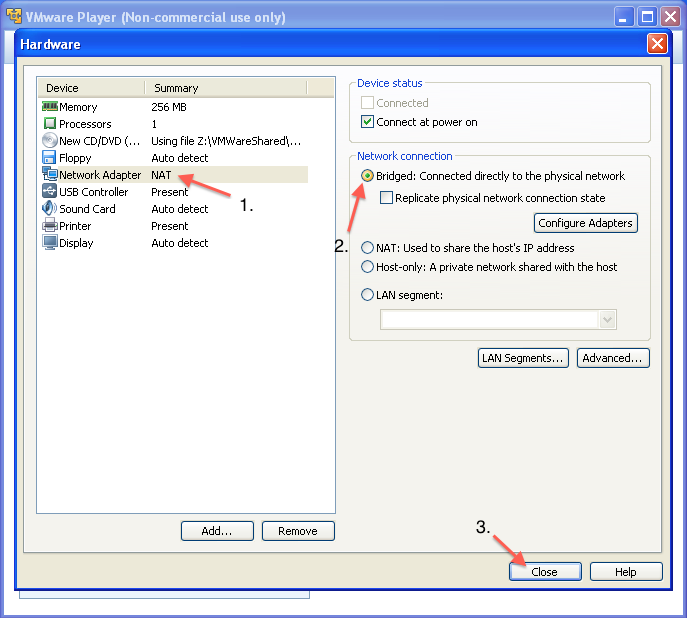 VMware Player (Non-commercial use only)
Hardware
Device Summary
Memory 256 MB
Processors 1
New CD/DVD (... Using file Z:\VMWareShared\...
Floppy Auto detect
Network Adapter NAT
USB Controller Present
Sound Card Auto detect
Printer Present
Display Auto detect
1.
Add...
Remove
Device status
Connected
Connect at power on
Network connection
Bridged: Connected directly to the physical network
Replicate physical network connection state
2.
Configure Adapters
NAT: Used to share the host's IP address
Host-only: A private network shared with the host
LAN segment:
LAN Segments...
Advanced...
3.
Close
Help